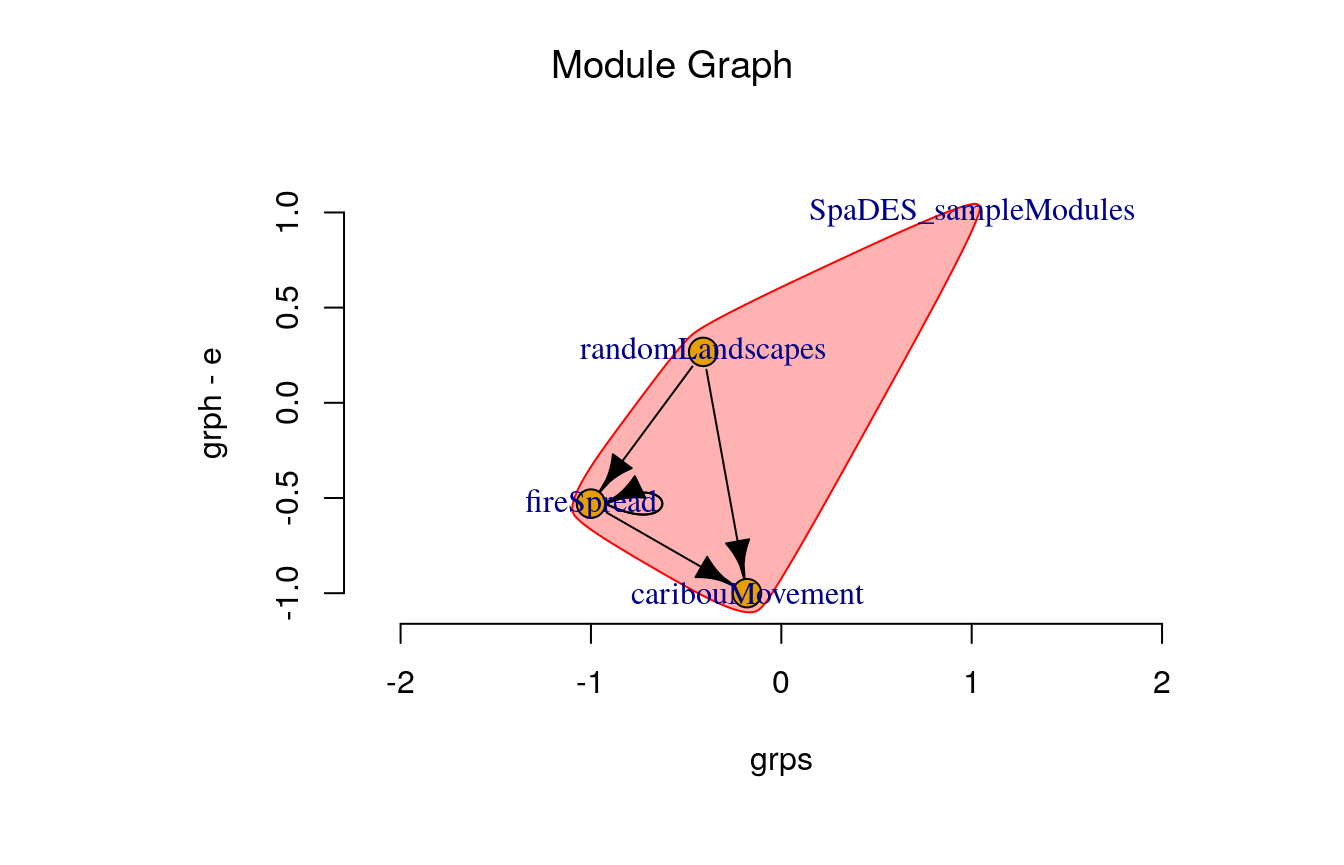 Module Graph
SpaDES_sampleModules
randomLandscapes
fireSpread
caribouMovement
grph - e
1.0
0.5
0.0
-0.5
-1.0
-2 -1 0 1 2
grps